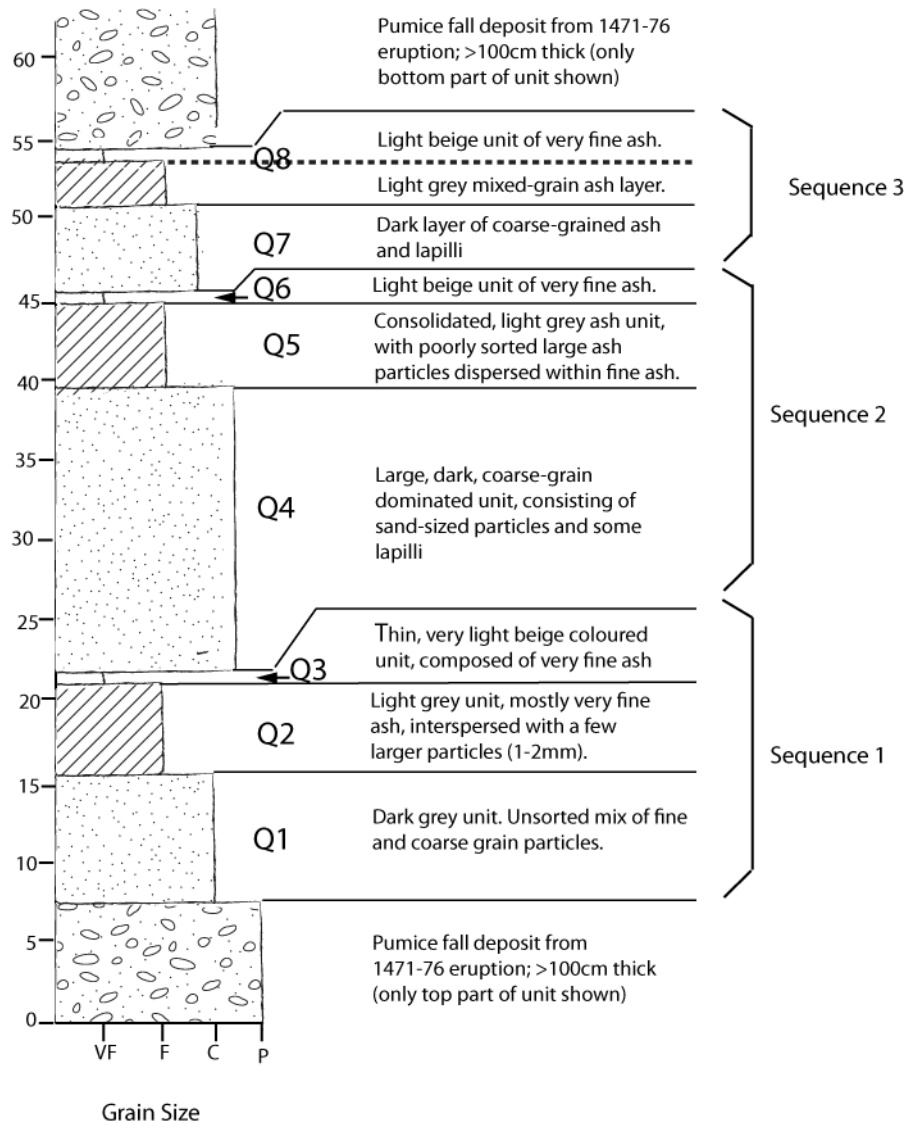 Pumice fall deposit from 1471-76
eruption; >100cm thick (only
bottom part of unit shown)
60
55
Light beige unit of very fine ash.
Q8
Light grey mixed-grain ash layer.
Sequence 3
50
Q7
Dark layer of coarse-grained ash
and lapilli
Q6
Light beige unit of very fine ash.
45
Q5
Consolidated, light grey ash unit,
with poorly sorted large ash
particles dispersed within fine ash.
40
Sequence 2
35
Q4
Large, dark, coarse-grain
dominated unit, consisting of
sand-sized particles and some
lapilli
30
25
Thin, very light beige coloured
unit, composed of very fine ash
Q3
20
Q2
Light grey unit, mostly very fine
ash, interspersed with a few
larger particles (1-2mm).
Sequence 1
15
Q1
Dark grey unit. Unsorted mix of fine
and coarse grain particles.
10
5
Pumice fall deposit from
1471-76 eruption; >100cm thick
(only top part of unit shown)
0
VF F C P
Grain Size